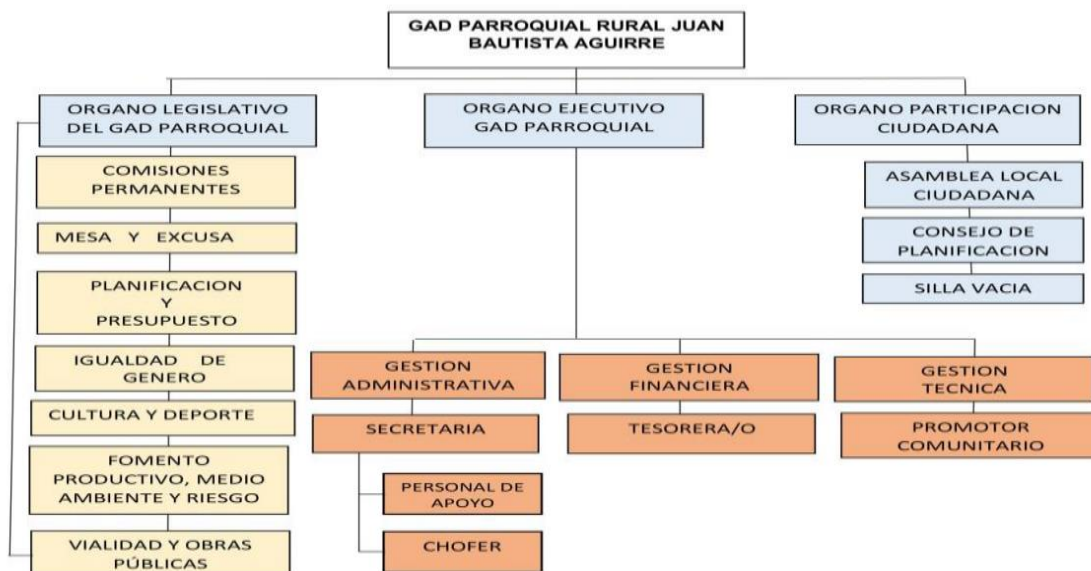 GAD PARROQUIAL RURAL JUAN
BAUTISTA AGUIRRE
ORGANO LEGISLATIVO
DEL GAD PARROQUIAL
COMISIONES
PERMANENTES
MESA Y EXCUSA
PLANIFICACION
Y
PRESUPUESTO
IGUALDAD DE
GENERO
CULTURA Y DEPORTE
FOMENTO
PRODUCTIVO, MEDIO
AMBIENTE Y RIESGO
VIALIDAD Y OBRAS
PÚBLICAS
ORGANO EJECUTIVO
GAD PARROQUIAL
GESTION
ADMINISTRATIVA
SECRETARIA
PERSONAL DE
APOYO
CHOFER
GESTION
FINANCIERA
TESORERA/O
GESTION
TECNICA
PROMOTOR
COMUNITARIO
ORGANO PARTICIPACION
CIUDADANA
ASAMBLEA LOCAL
CIUDADANA
CONSEJO DE
PLANIFICACION
SILLA VACIA